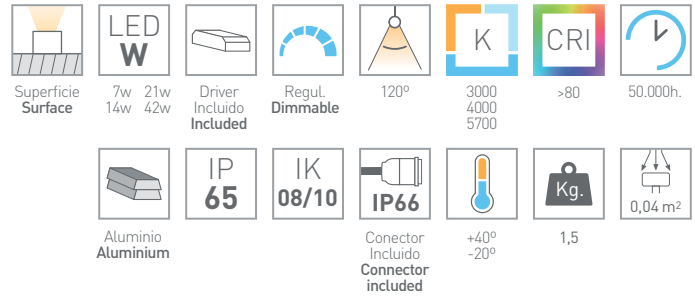 LED
W
K
CRI
Superficie
Surface
7w 21w
14w 42w
Driver
Incluido
Included
Regul.
Dimmable
120º
3000
4000
5700
>80
50.000h.
IP
65
IK
08/10
IP66
Kg.
0,04 m²
Aluminio
Aluminium
Conector
Incluido
Connector
included
+40º
-20º
1,5